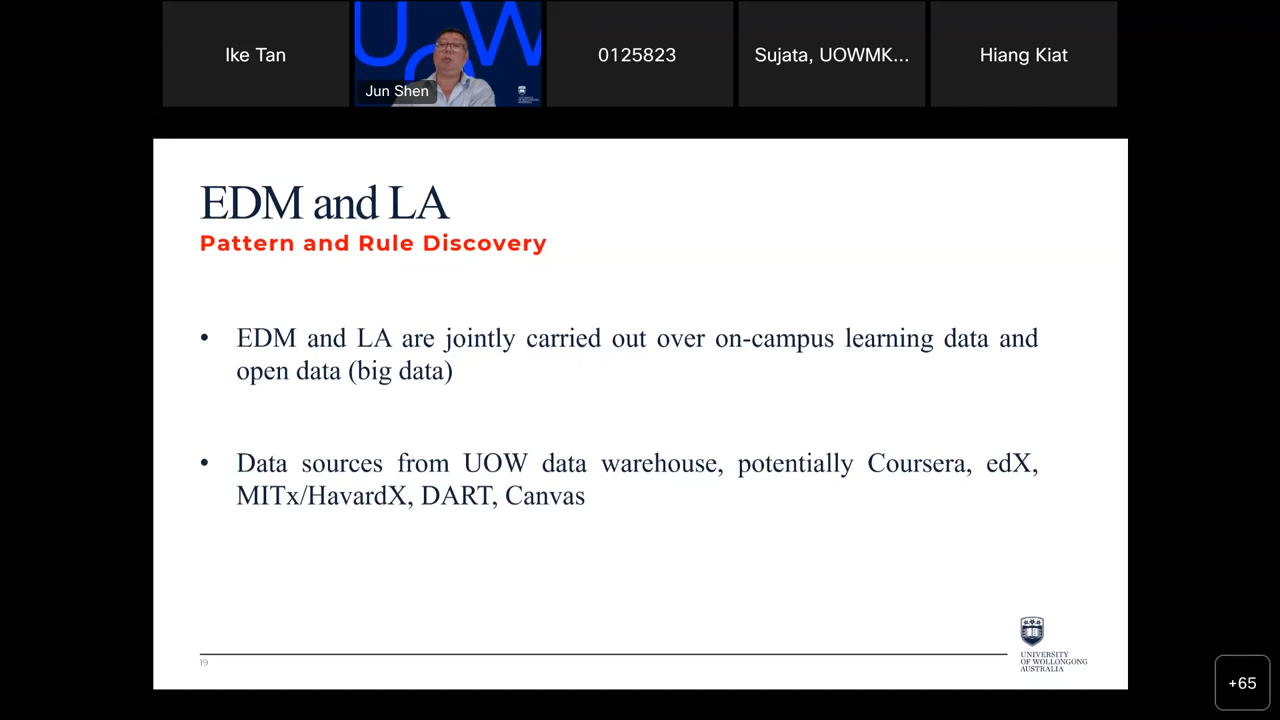 Ike Tan
UOW
Jun Shen
0125823
Sujata, UOWMK...
Hiang Kiat
EDM and LA
Pattern and Rule Discovery
• EDM and LA are jointly carried out over on-campus learning data and
open data (big data)
• Data sources from UOW data warehouse, potentially Coursera, edX,
MITx/HavardX, DART, Canvas
19
UNIVERSITY
OF WOLLONGONG
AUSTRALIA
+65